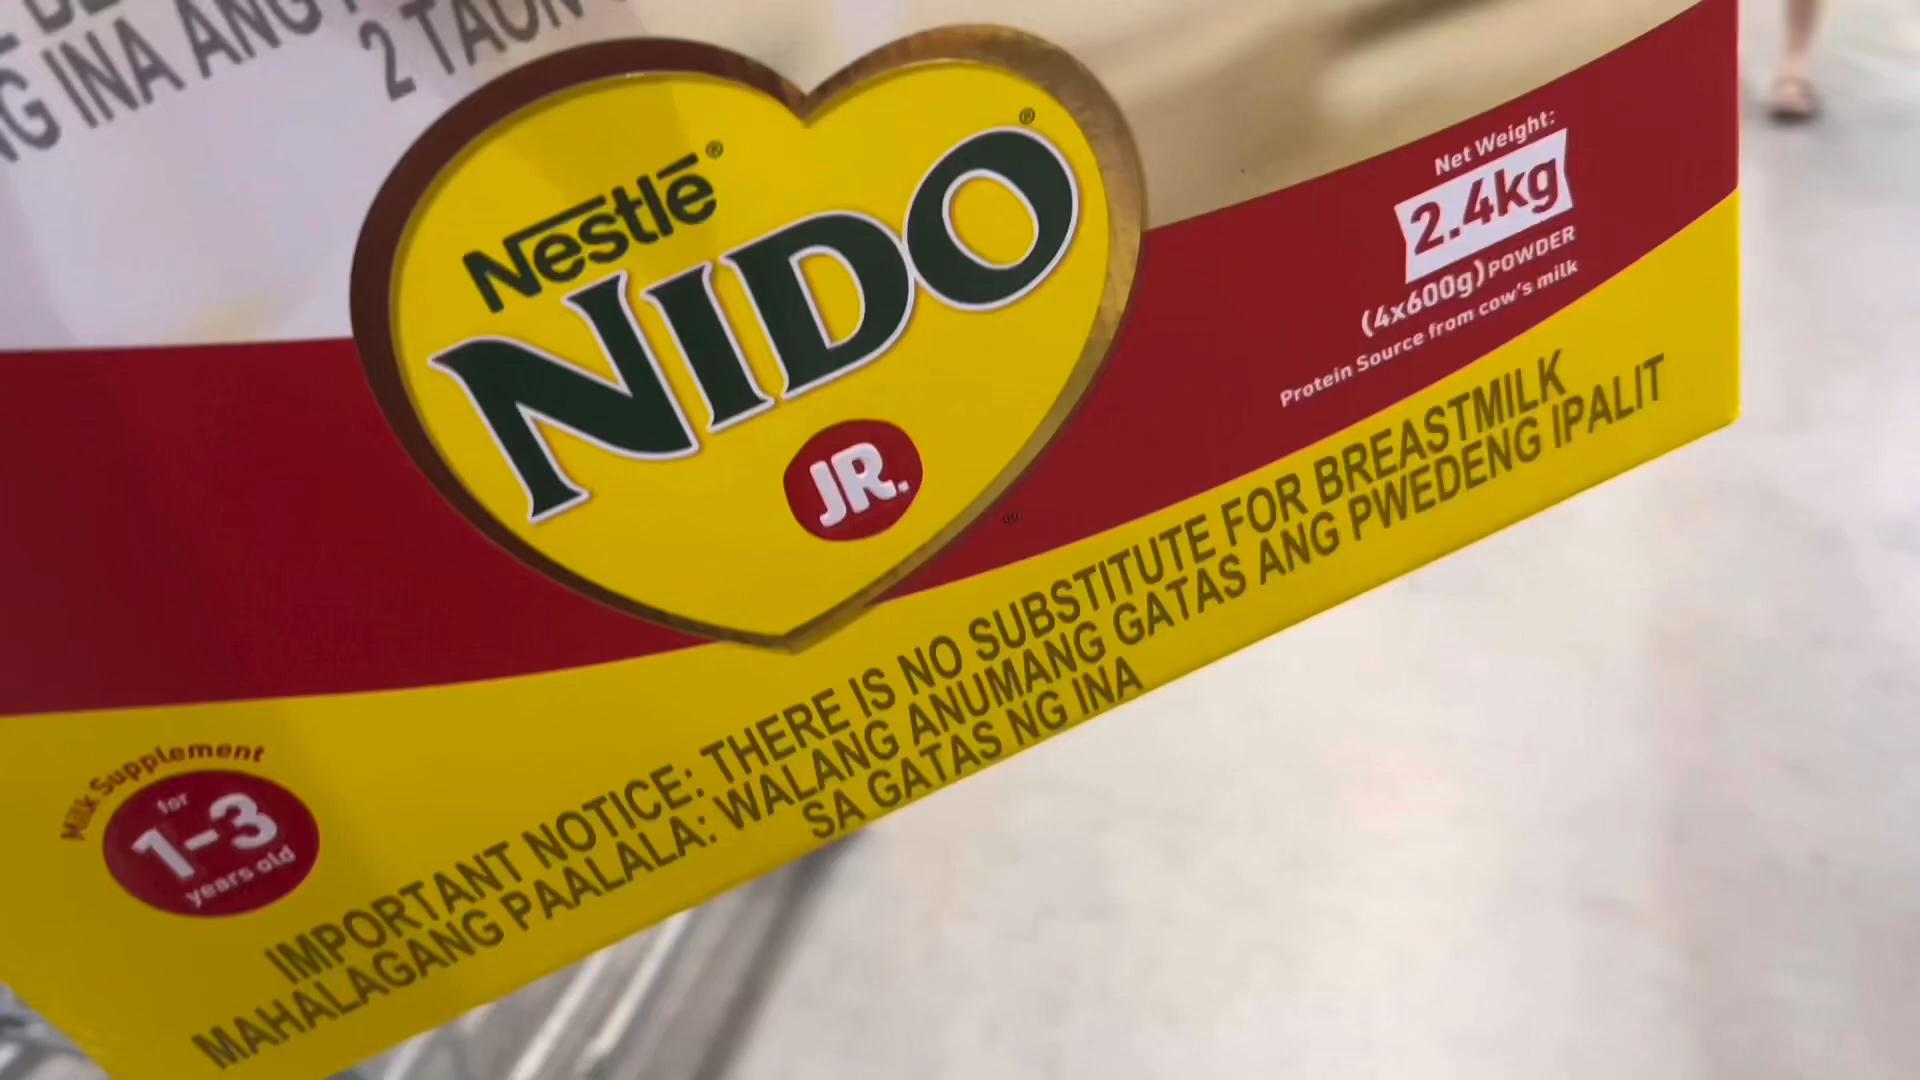 G INA ANG
2 TAON
Nestlé®
NIDO®
JR.
Net Weight:
2.4kg
(4x600g) POWDER
Protein Source from cow's milk
Milk Supplement
for
1-3
years old
IMPORTANT NOTICE: THERE IS NO SUBSTITUTE FOR BREASTMILK
MAHALAGANG PAALALA: WALANG ANUMANG GATAS ANG PWEDENG IPALIT
SA GATAS NG INA